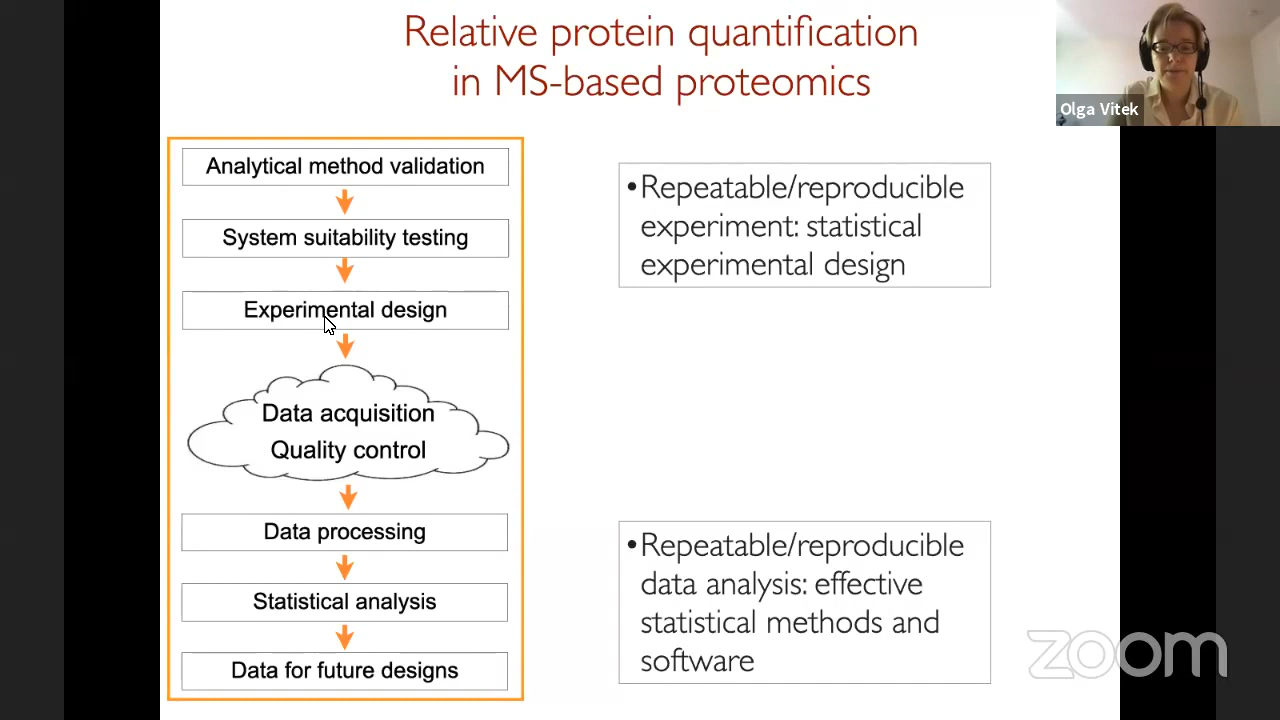 Relative protein quantification
in MS-based proteomics
Olga Vitek
Analytical method validation
System suitability testing
Experimental design
Data acquisition
Quality control
Data processing
Statistical analysis
Data for future designs
•Repeatable/reproducible
experiment: statistical
experimental design
•Repeatable/reproducible
data analysis: effective
statistical methods and
software
zoom